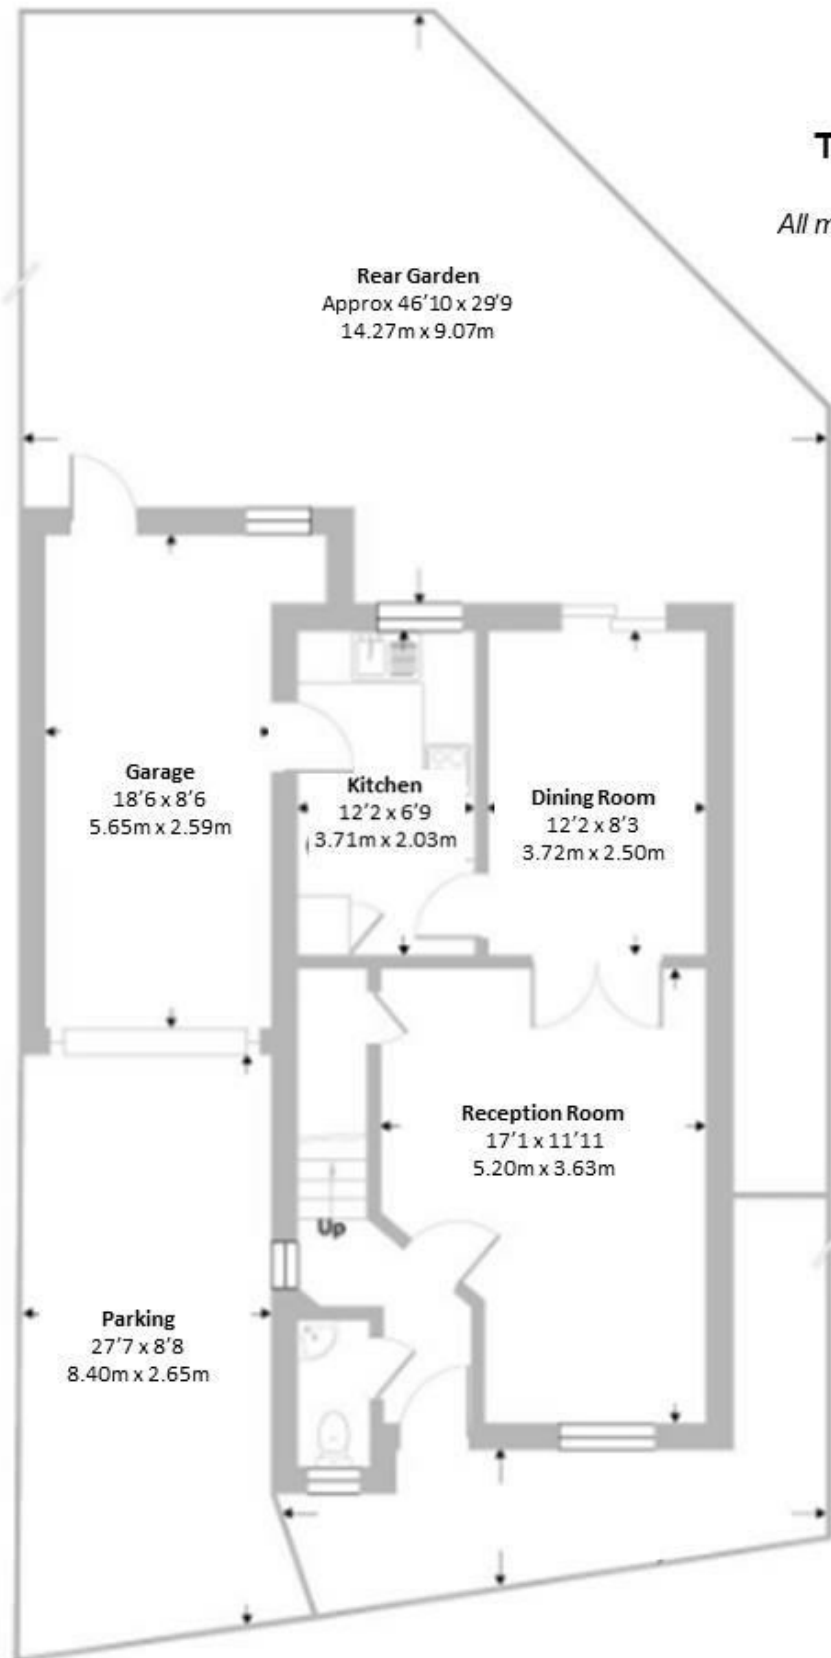 T
All m
Rear Garden
Approx 46'10 x 29'9
14.27m x 9.07m
Garage
18'6 x 8'6
5.65m x 2.59m
Kitchen
12'2 x 6'9
3.71m x 2.03m
Dining Room
12'2 x 8'3
3.72m x 2.50m
Reception Room
17'1 x 11'11
5.20m x 3.63m
Up
Parking
27'7 x 8'8
8.40m x 2.65m